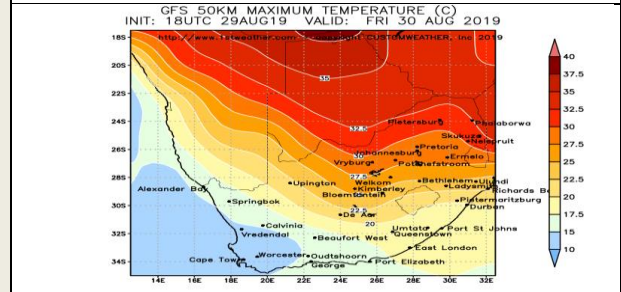 GFS 50KM MAXIMUM TEMPERATURE (C)
INIT: 18UTC 29AUG19 VALID: FRI 30 AUG 2019
18S
20S
22S
24S
26S
28S
30S
32S
34S
35
32.5
30
27.5
22.5
20
Pietersburg
Phalaborwa
Skukuza
Nelspruit
Pretoria
Johannesburg
Ermelo
Vryburg
Potchefstroom
Welkom
Bethlehem
Ulundi
Alexander Bay
Upington
Kimberley
Ladysmith
Richards B
Bloemfontein
Springbok
Pietermaritzburg
De Aar
Durban
Calvinia
Umtata
Port St Johns
Vredendal
Beaufort West
Queenstown
East London
Worcester
Oudtshoorn
Cape Town
George
Port Elizabeth
14E
16E
18E
20E
22E
24E
26E
28E
30E
32E
40
37.5
35
32.5
30
27.5
25
22.5
20
17.5
15
10